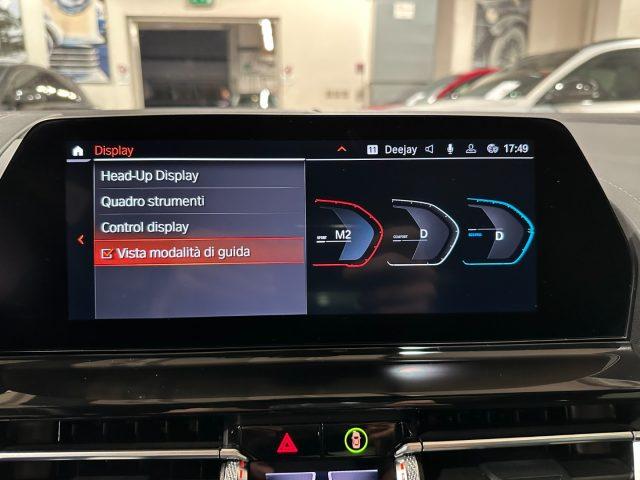 Display
11 Deejay 17:49
Head-Up Display
Quadro strumenti
Control display
Vista modalità di guida
SPORT M2
COMFORT D
D